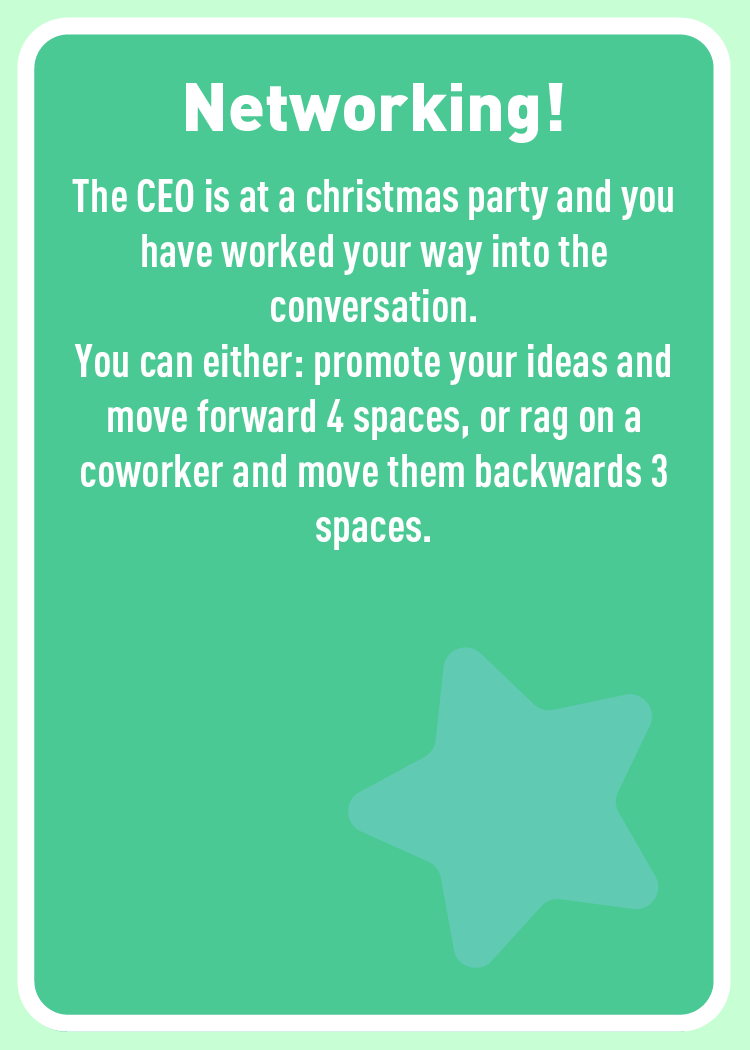 Networking!
The CEO is at a christmas party and you
have worked your way into the
conversation.
You can either: promote your ideas and
move forward 4 spaces, or rag on a
coworker and move them backwards 3
spaces.